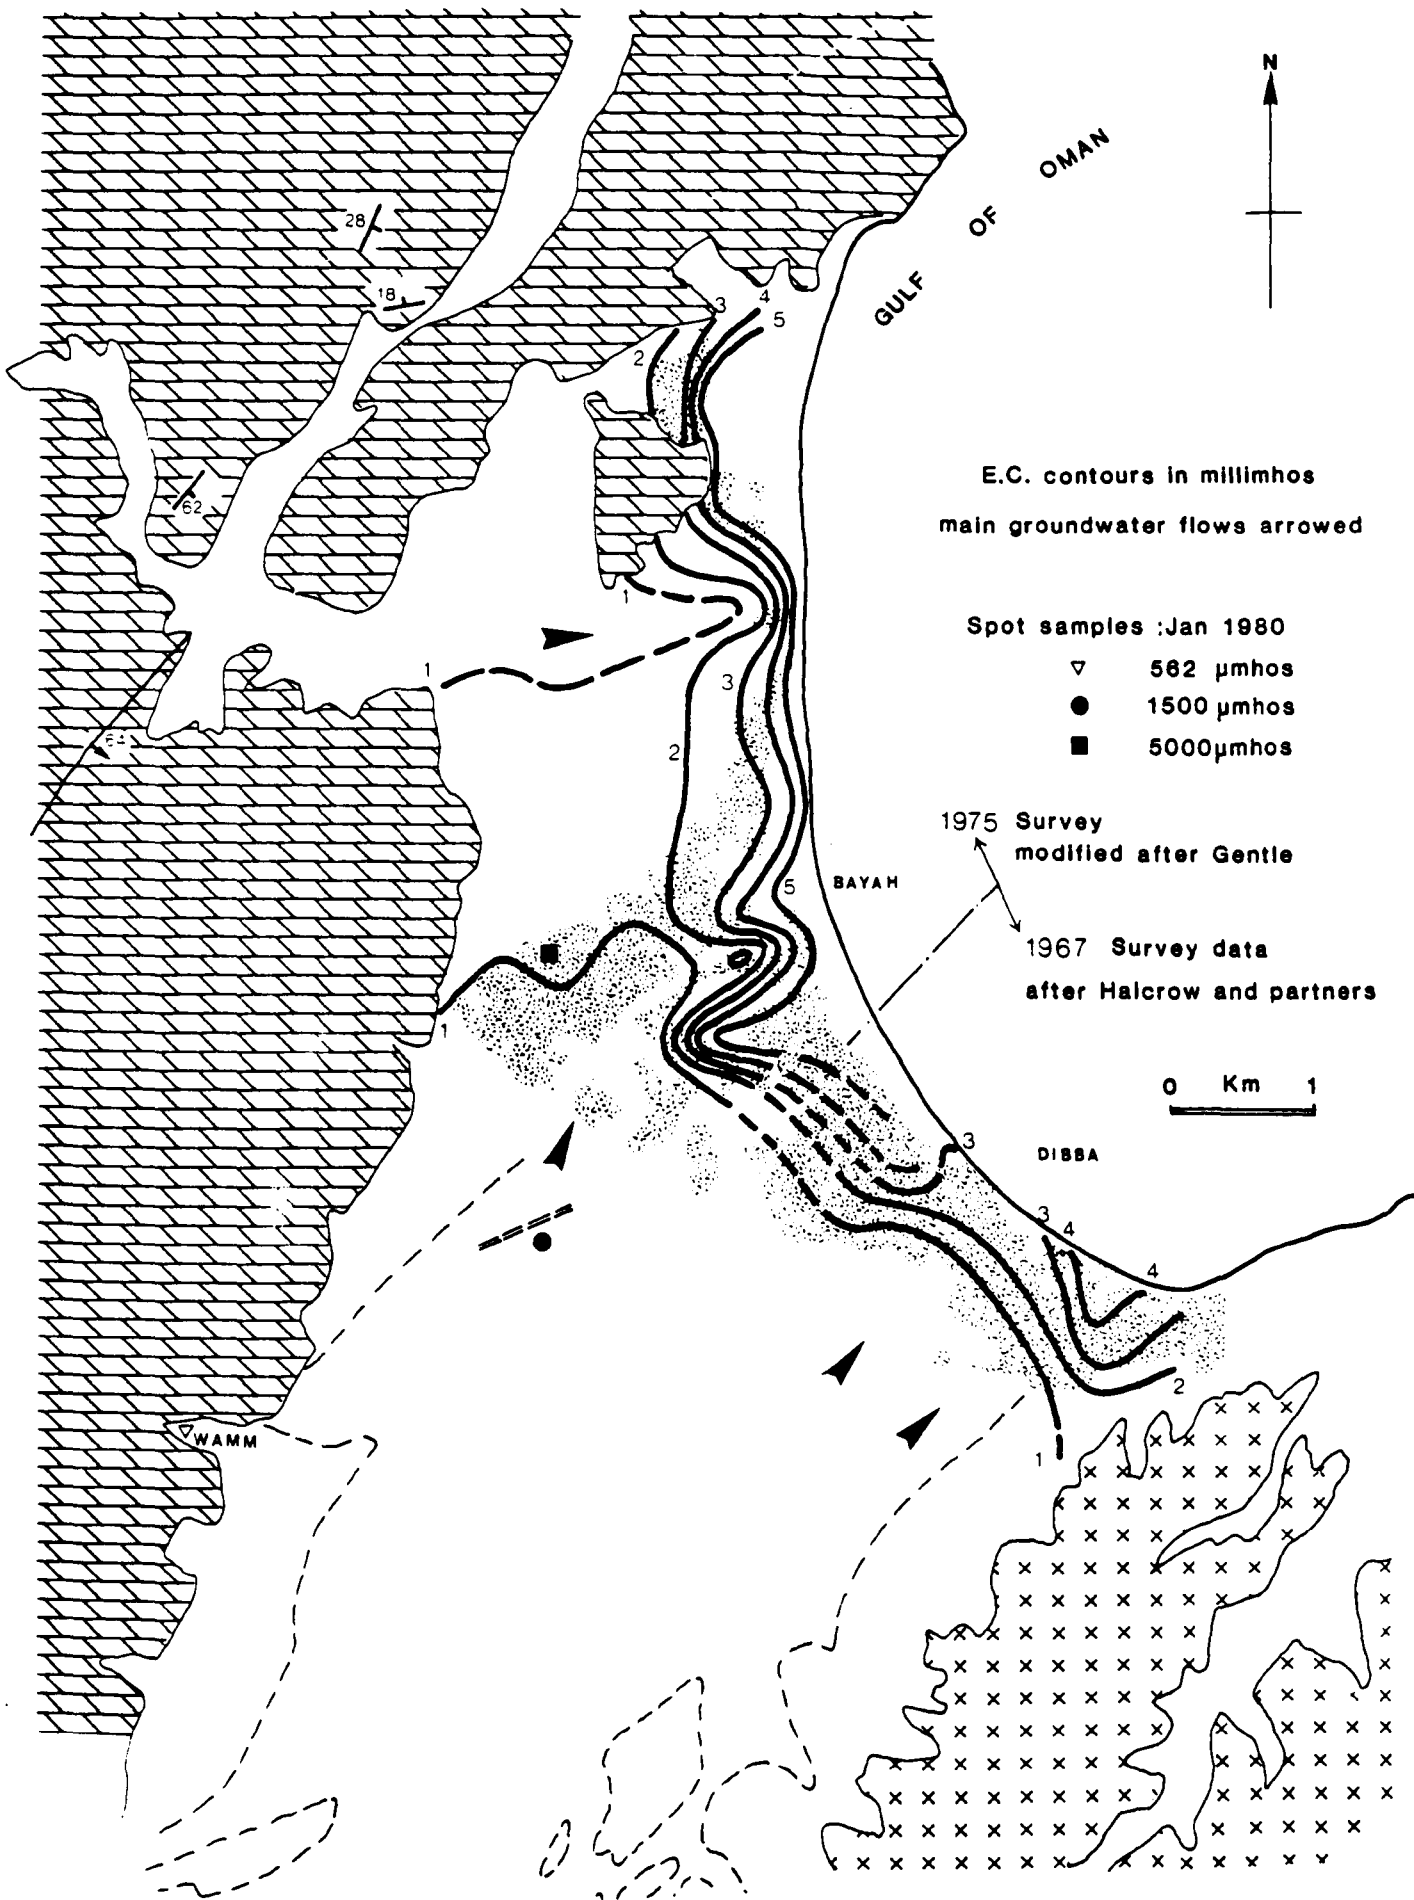 N
GULF OF OMAN
28
18
4
3
5
2
62
E.C. contours in millimhos
main groundwater flows arrowed
1
Spot samples :Jan 1980
562 µmhos
1500 µmhos
5000µmhos
1
3
64
2
1975 Survey
modified after Gentle
5
BAYAH
1967 Survey data
after Halcrow and partners
1
0 Km 1
3
DIBBA
3
4
4
2
WAMM
1